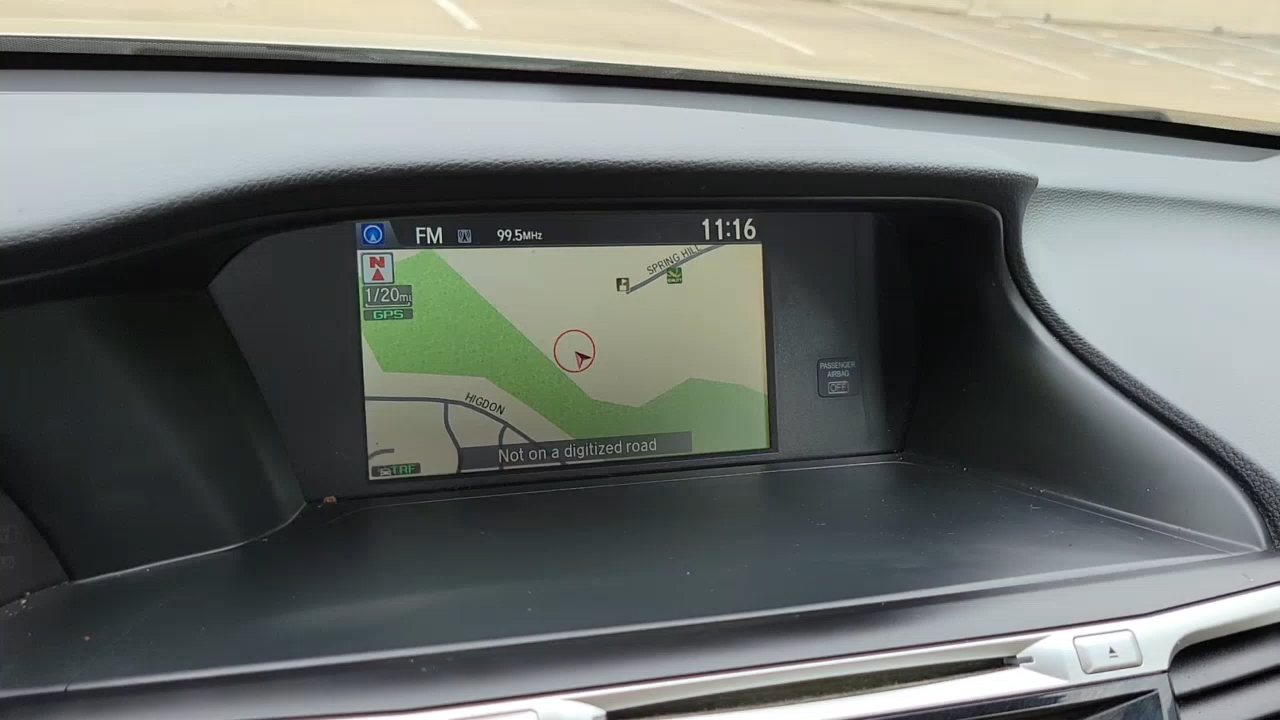 FM 99.5MHz 11:16
N
1/20mi
GPS
SPRING HILL
HIGDON
Not on a digitized road
TRF
PASSENGER
AIRBAG
OFF